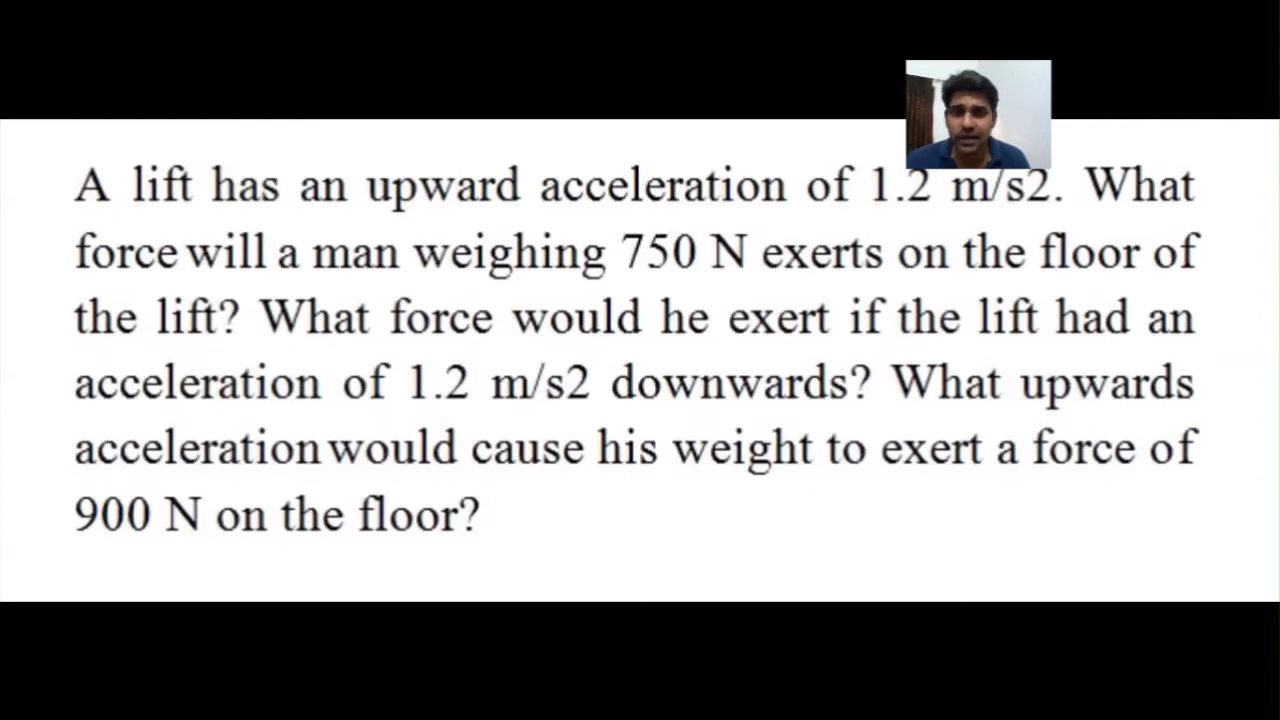 A lift has an upward acceleration of 1.2 m/s2. What
force will a man weighing 750 N exerts on the floor of
the lift? What force would he exert if the lift had an
acceleration of 1.2 m/s2 downwards? What upwards
acceleration would cause his weight to exert a force of
900 N on the floor?